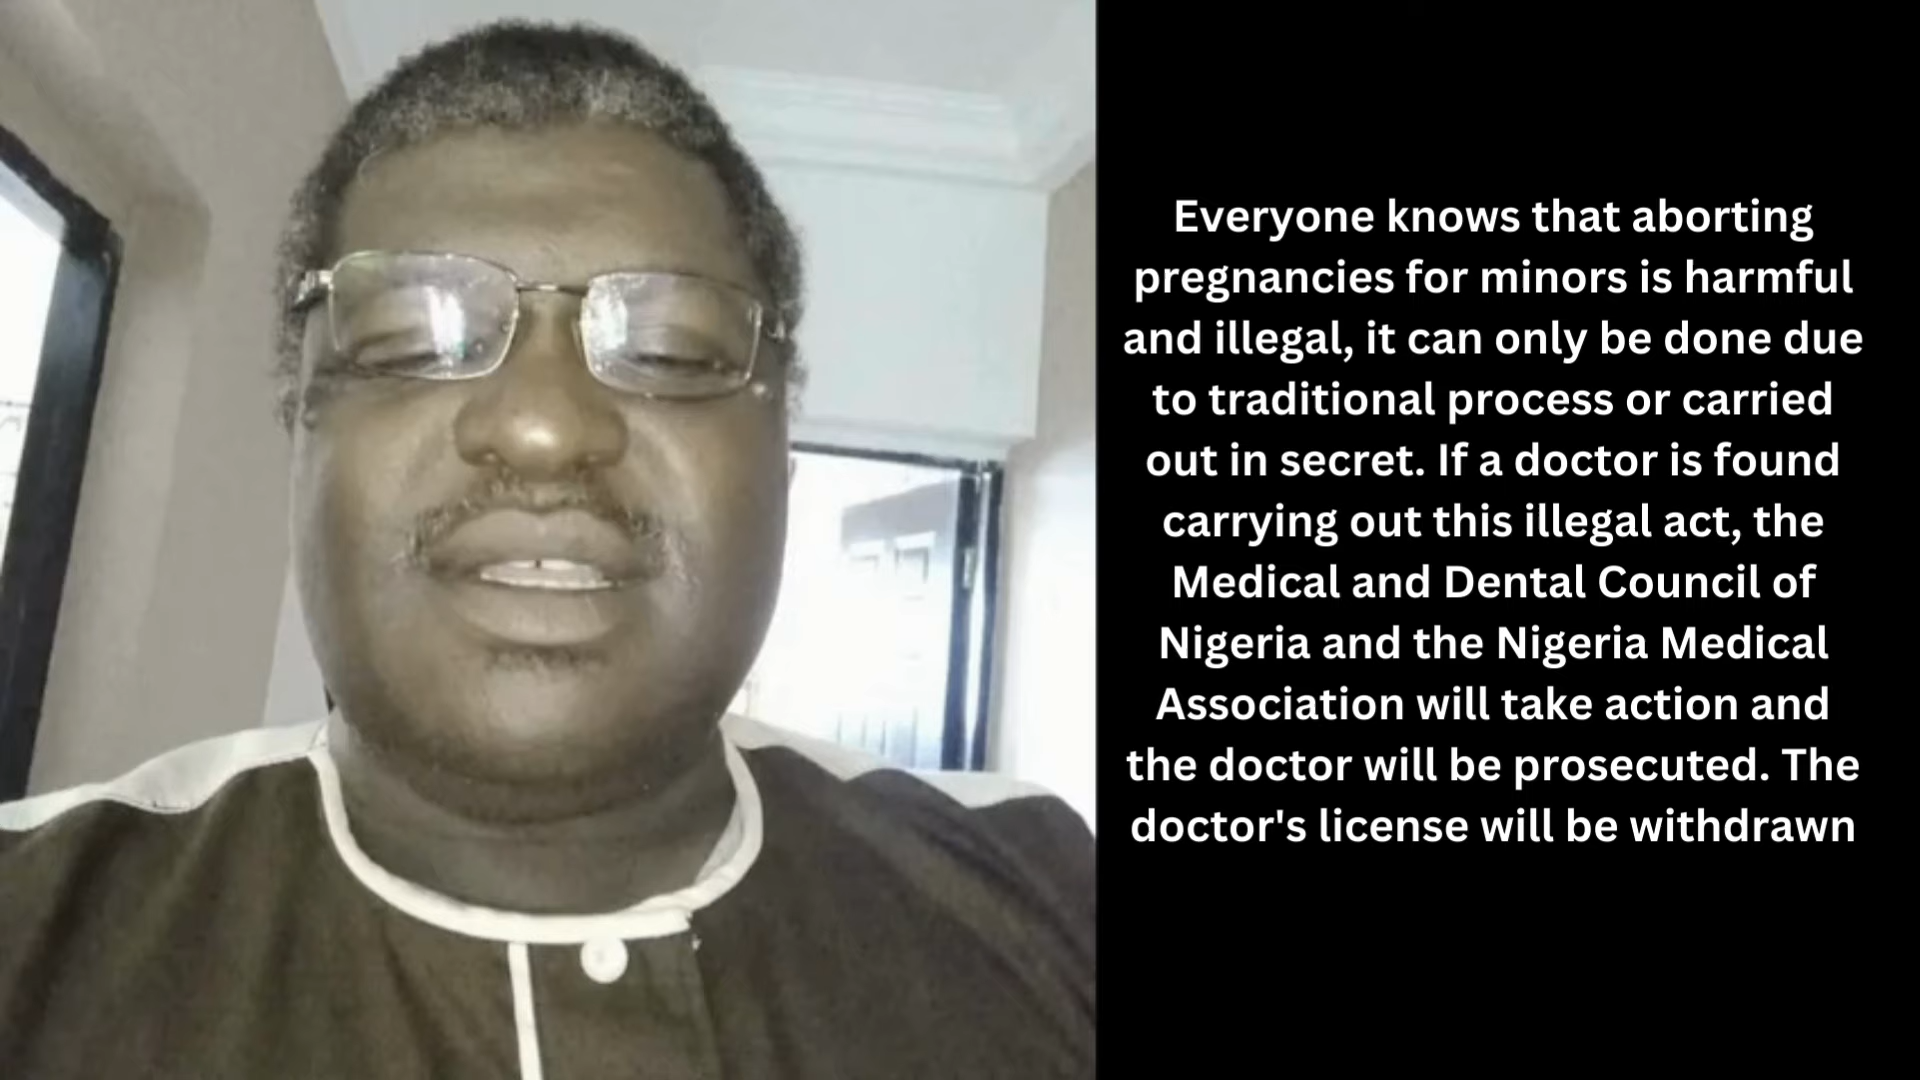 Everyone knows that aborting
pregnancies for minors is harmful
and illegal, it can only be done due
to traditional process or carried
out in secret. If a doctor is found
carrying out this illegal act, the
Medical and Dental Council of
Nigeria and the Nigeria Medical
Association will take action and
the doctor will be prosecuted. The
doctor's license will be withdrawn